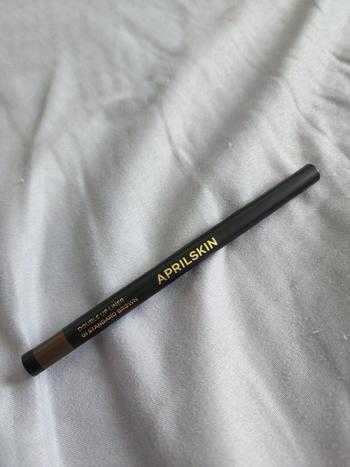 APRILSKIN
DOUBLE UP LINER
01 STANDARD BROWN